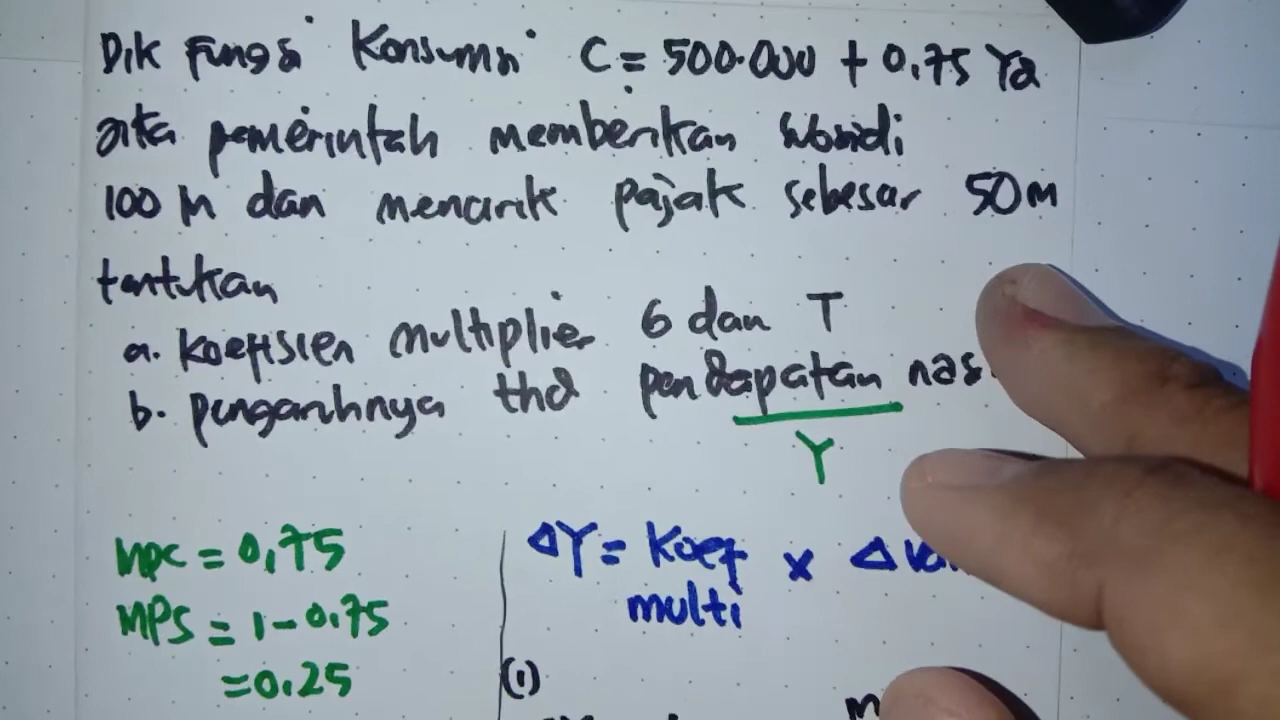 Dik Fungsi Konsumsi C = 500.000 + 0,75 Yd
Jika pemerintah memberikan subsidi
100 M dan menarik pajak sebesar 50 M
tentukan
a. Koefisien multiplier G dan T
b. pengaruhnya thd pendapatan nas
Y
MPC = 0,75
MPS = 1 - 0.75
= 0.25
ΔY = Koef × Δ
multi
(1)